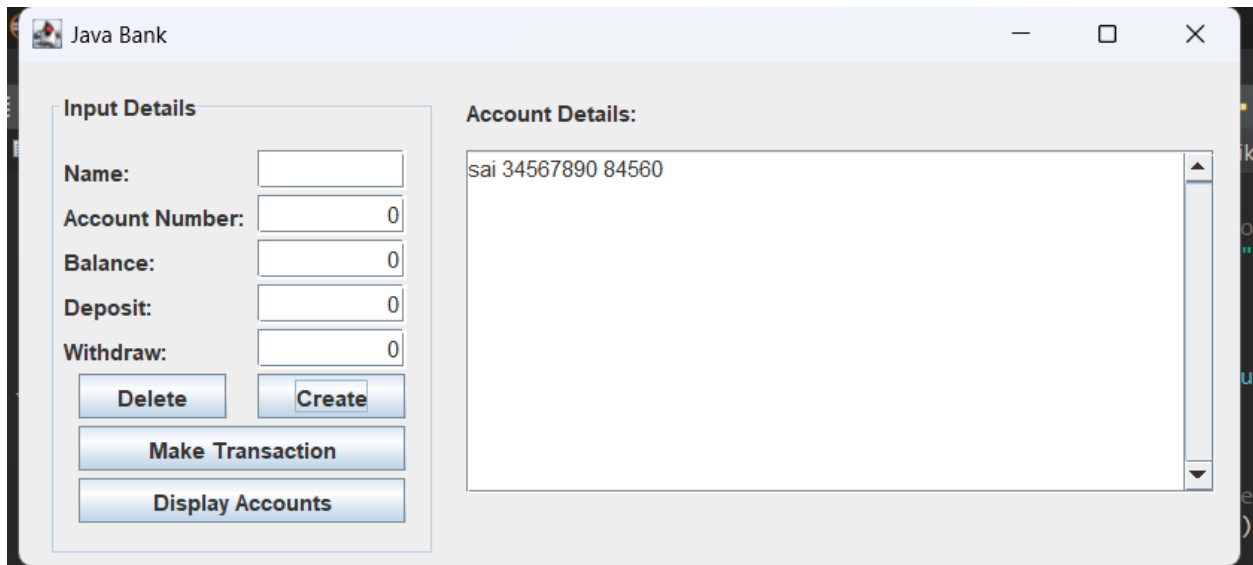 Java Bank
Input Details
Name:
Account Number: 0
Balance: 0
Deposit: 0
Withdraw: 0
Delete Create
Make Transaction
Display Accounts
Account Details:
sai 34567890 84560